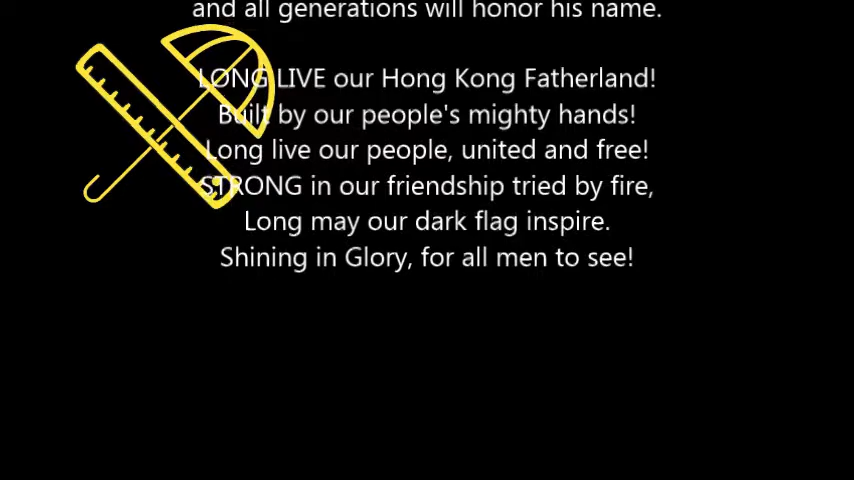 and all generations will honor his name.
LONG LIVE our Hong Kong Fatherland!
Built by our people's mighty hands!
Long live our people, united and free!
STRONG in our friendship tried by fire,
Long may our dark flag inspire.
Shining in Glory, for all men to see!